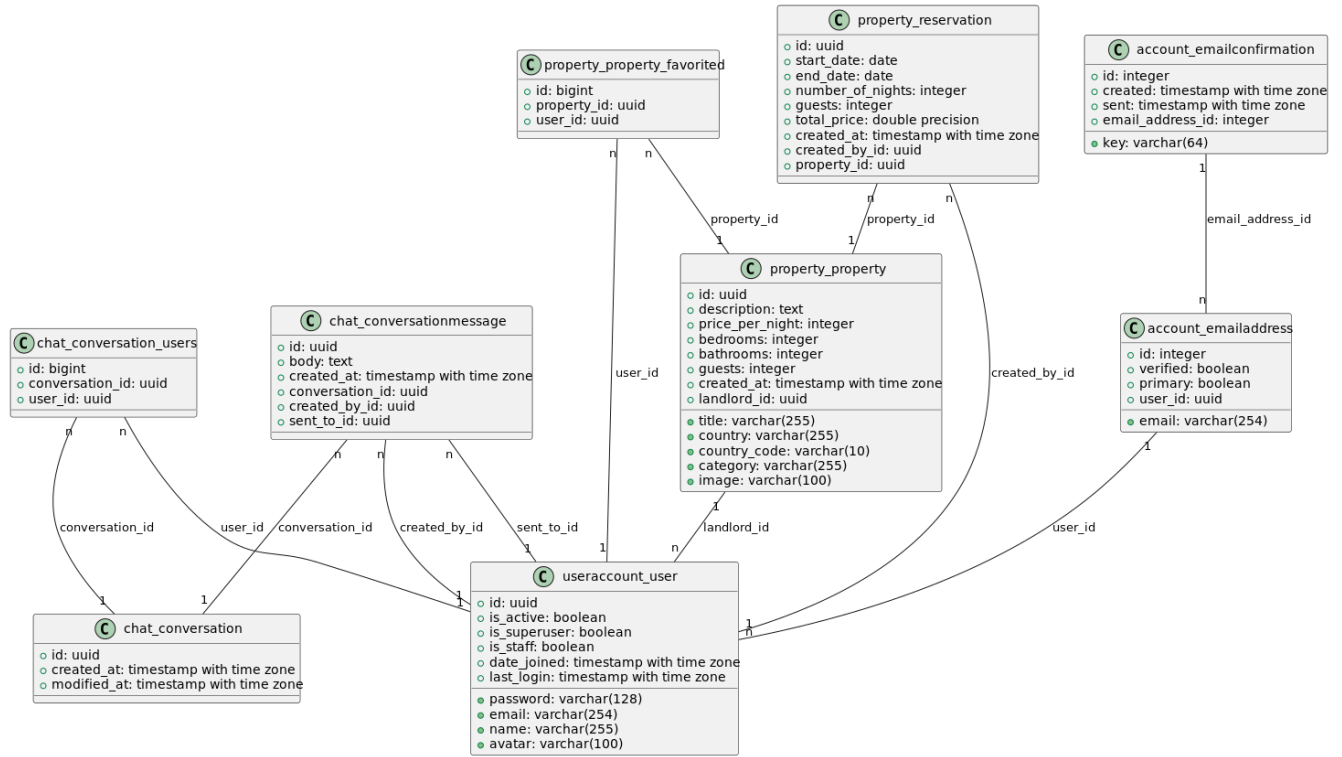 C property_reservation
id: uuid
start_date: date
end_date: date
number_of_nights: integer
guests: integer
total_price: double precision
created_at: timestamp with time zone
created_by_id: uuid
property_id: uuid
C account_emailconfirmation
id: integer
created: timestamp with time zone
sent: timestamp with time zone
email_address_id: integer
key: varchar(64)
C property_property_favorited
id: bigint
property_id: uuid
user_id: uuid
n
n
n
n
1
property_id
property_id
email_address_id
1
1
n
C property_property
id: uuid
description: text
price_per_night: integer
bedrooms: integer
bathrooms: integer
guests: integer
created_at: timestamp with time zone
landlord_id: uuid
title: varchar(255)
country: varchar(255)
country_code: varchar(10)
category: varchar(255)
image: varchar(100)
C account_emailaddress
id: integer
verified: boolean
primary: boolean
user_id: uuid
email: varchar(254)
C chat_conversation_users
id: bigint
conversation_id: uuid
user_id: uuid
C chat_conversationmessage
id: uuid
body: text
created_at: timestamp with time zone
conversation_id: uuid
created_by_id: uuid
sent_to_id: uuid
user_id
created_by_id
n
n
n
n
n
1
1
conversation_id
user_id
conversation_id
created_by_id
sent_to_id
landlord_id
user_id
1
1
1
1
n
1
1
1
n
C useraccount_user
id: uuid
is_active: boolean
is_superuser: boolean
is_staff: boolean
date_joined: timestamp with time zone
last_login: timestamp with time zone
password: varchar(128)
email: varchar(254)
name: varchar(255)
avatar: varchar(100)
C chat_conversation
id: uuid
created_at: timestamp with time zone
modified_at: timestamp with time zone